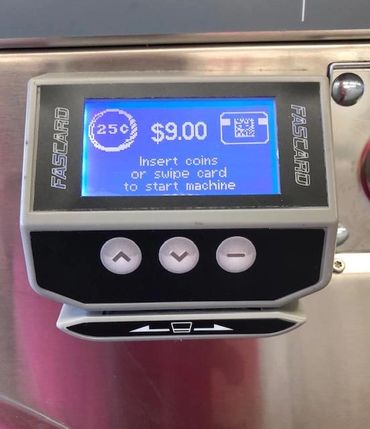 25¢ $9.00
FASCARD
FASCARD
Insert coins
or swipe card
to start machine